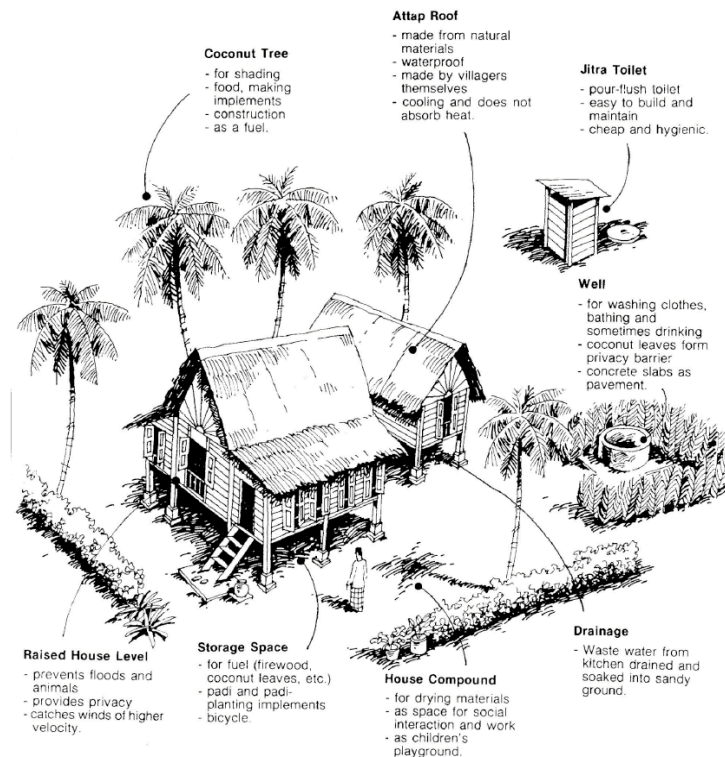 Coconut Tree
- for shading
- food, making
implements
- construction
- as a fuel.
Attap Roof
- made from natural
materials
- waterproof
- made by villagers
themselves
- cooling and does not
absorb heat.
Jitra Toilet
- pour-flush toilet
- easy to build and
maintain
- cheap and hygienic.
Well
- for washing clothes,
bathing and
sometimes drinking
- coconut leaves form
privacy barrier
- concrete slabs as
pavement.
Raised House Level
- prevents floods and
animals
- provides privacy
- catches winds of higher
velocity.
Storage Space
- for fuel (firewood,
coconut leaves, etc.)
- padi and padi-
planting implements
- bicycle.
House Compound
- for drying materials
- as space for social
interaction and work
- as children's
playground.
Drainage
- Waste water from
kitchen drained and
soaked into sandy
ground.